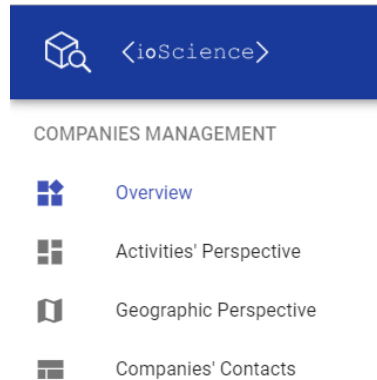 <ioScience>
COMPANIES MANAGEMENT
Overview
Activities' Perspective
Geographic Perspective
Companies' Contacts